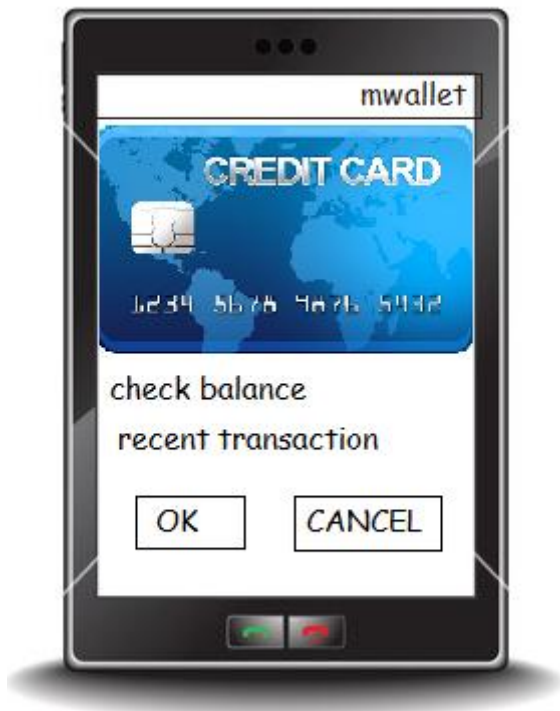 mwallet
CREDIT CARD
1234 5678 9876 5432
check balance
recent transaction
OK
CANCEL